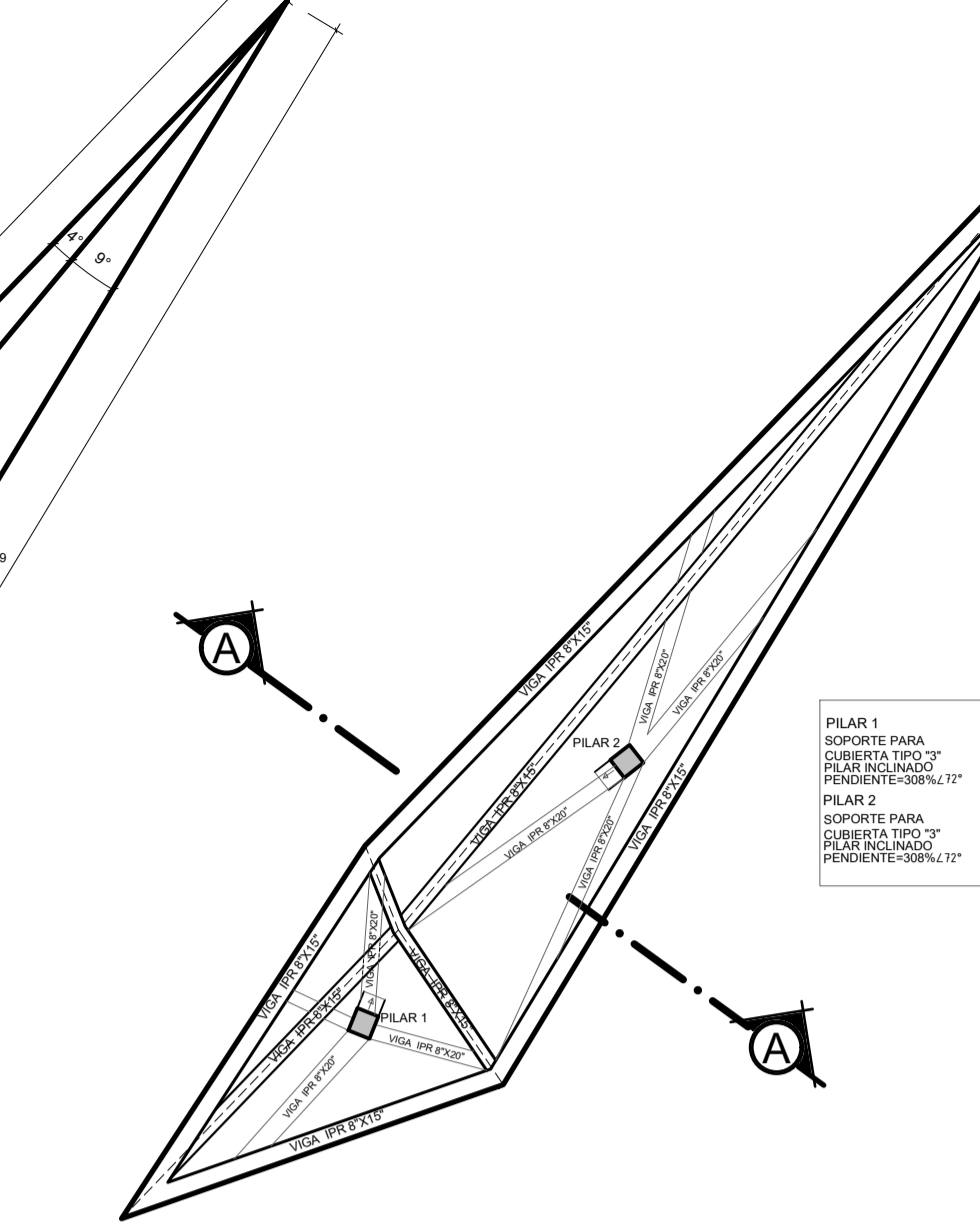 4°
9°
9
A
VIGA IPR 8"X15"
VIGA IPR 8"X20"
VIGA IPR 8"X20"
PILAR 2
VIGA IPR 8"X15"
VIGA IPR 8"X15"
VIGA IPR 8"X20"
VIGA IPR 8"X20"
PILAR 1
SOPORTE PARA
CUBIERTA TIPO "3"
PILAR INCLINADO
PENDIENTE=308%∠72°
PILAR 2
SOPORTE PARA
CUBIERTA TIPO "3"
PILAR INCLINADO
PENDIENTE=308%∠72°
VIGA IPR 8"X15"
VIGA IPR 8"X20"
VIGA IPR 8"X15
VIGA IPR 8"X15"
PILAR 1
VIGA IPR 8"X20"
VIGA IPR 8"X20"
VIGA IPR 8"X15"
A